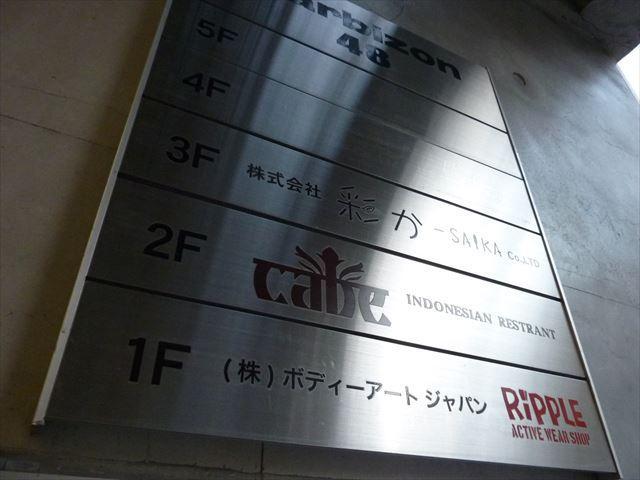 arbizon
48
5F
4F
3F 株式会社 彩か -SAIKA Co.,LTD
2F cabe INDONESIAN RESTRANT
1F (株)ボディーアート ジャパン RIPPLE
ACTIVE WEAR SHOP